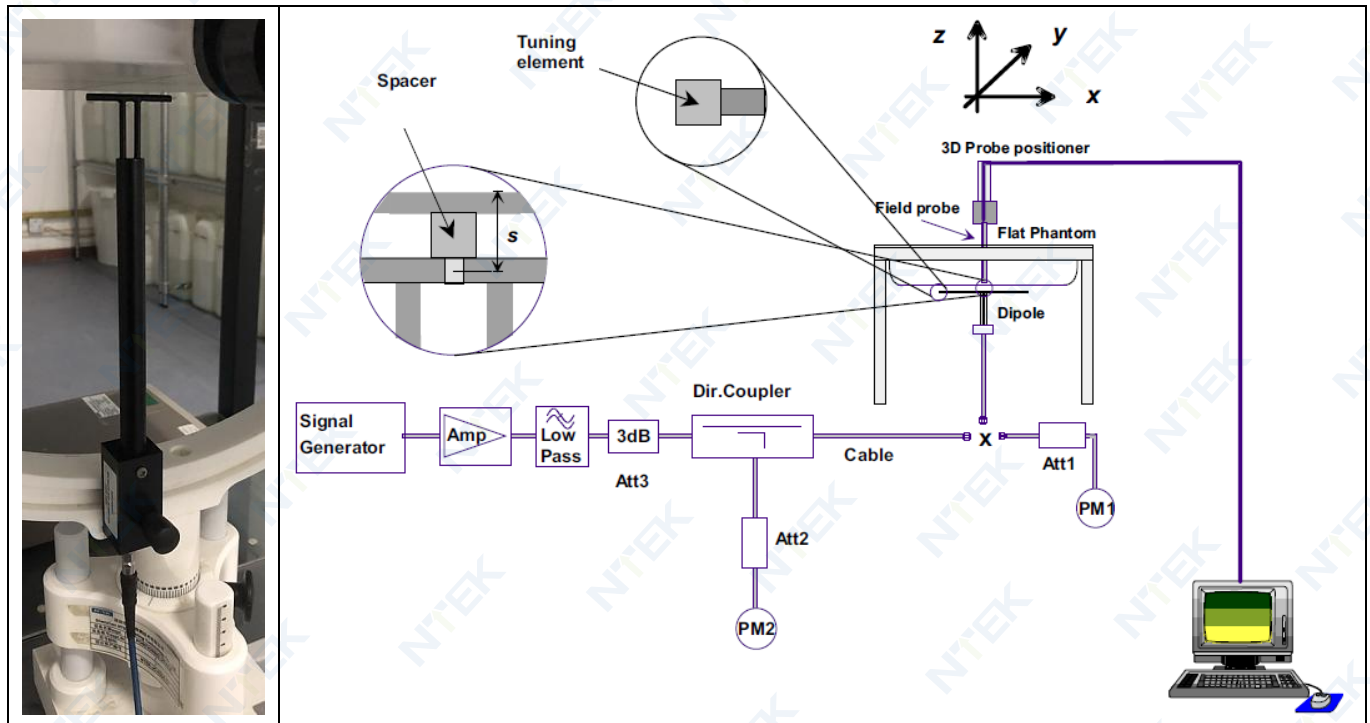 Tuning
element
Spacer
s
z
y
x
3D Probe positioner
Field probe
Flat Phantom
Dipole
Dir.Coupler
Signal
Generator
Amp
Low
Pass
3dB
Att3
Cable
x
Att1
PM1
Att2
PM2
NTEK